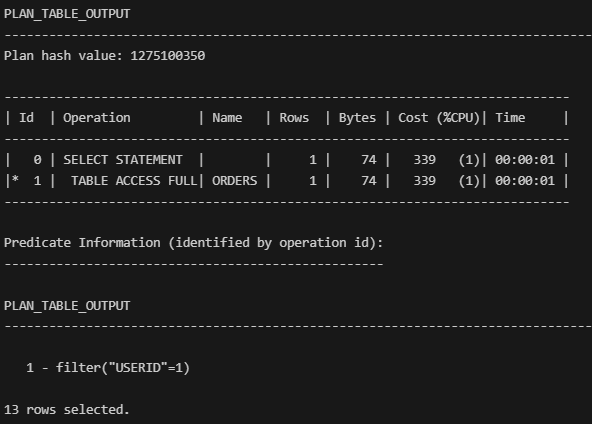 PLAN_TABLE_OUTPUT
--------------------------------------------------------------------------------
Plan hash value: 1275100350

----------------------------------------------------------------------------
| Id  | Operation         | Name   | Rows  | Bytes | Cost (%CPU)| Time     |
----------------------------------------------------------------------------
|   0 | SELECT STATEMENT  |        |     1 |    74 |   339   (1)| 00:00:01 |
|*  1 |  TABLE ACCESS FULL| ORDERS |     1 |    74 |   339   (1)| 00:00:01 |
----------------------------------------------------------------------------

Predicate Information (identified by operation id):
---------------------------------------------------

PLAN_TABLE_OUTPUT
--------------------------------------------------------------------------------

   1 - filter("USERID"=1)

13 rows selected.